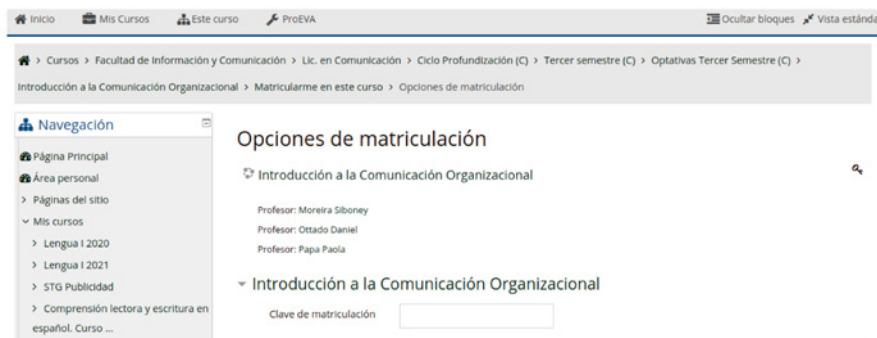 Inicio Mis Cursos Este curso ProEVA Ocultar bloques Vista estánda
> Cursos > Facultad de Información y Comunicación > Lic. en Comunicación > Ciclo Profundización (C) > Tercer semestre (C) > Optativas Tercer Semestre (C) >
Introducción a la Comunicación Organizacional > Matricularme en este curso > Opciones de matriculación
Navegación
Página Principal
Área personal
> Páginas del sitio
Mis cursos
> Lengua I 2020
> Lengua I 2021
> STG Publicidad
> Comprensión lectora y escritura en
español. Curso ...
Opciones de matriculación
Introducción a la Comunicación Organizacional
Profesor: Moreira Siboney
Profesor: Ottado Daniel
Profesor: Papa Paola
Introducción a la Comunicación Organizacional
Clave de matriculación